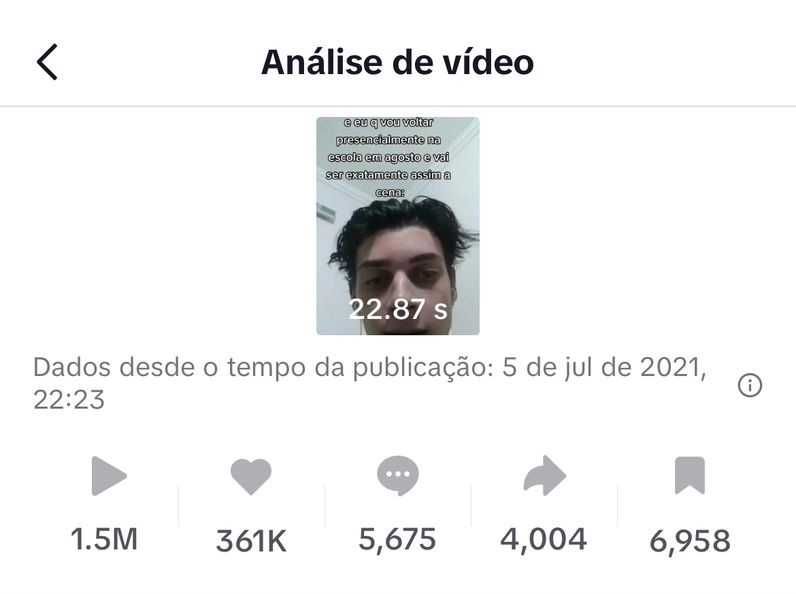 Análise de vídeo
e eu q vou voltar
presencialmente na
escola em agosto e vai
ser exatamente assim a
cena:
22.87 s
Dados desde o tempo da publicação: 5 de jul de 2021,
22:23
1.5M 361K 5,675 4,004 6,958